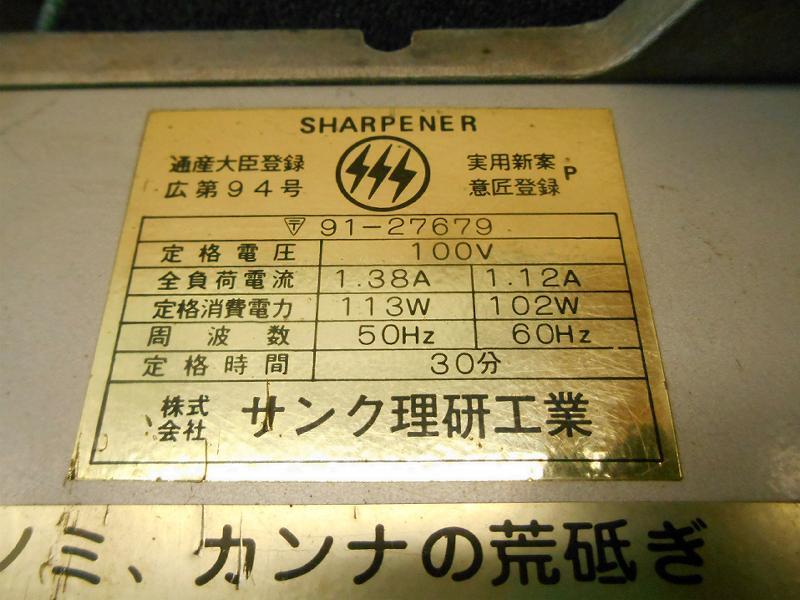 SHARPENER
通産大臣登録
広第94号
実用新案
意匠登録 P
〒 91-27679
定格電圧 100V
全負荷電流 1.38A 1.12A
定格消費電力 113W 102W
周波数 50Hz 60Hz
定格時間 30分
株式会社 サンク理研工業
ノミ、カンナの荒砥ぎ